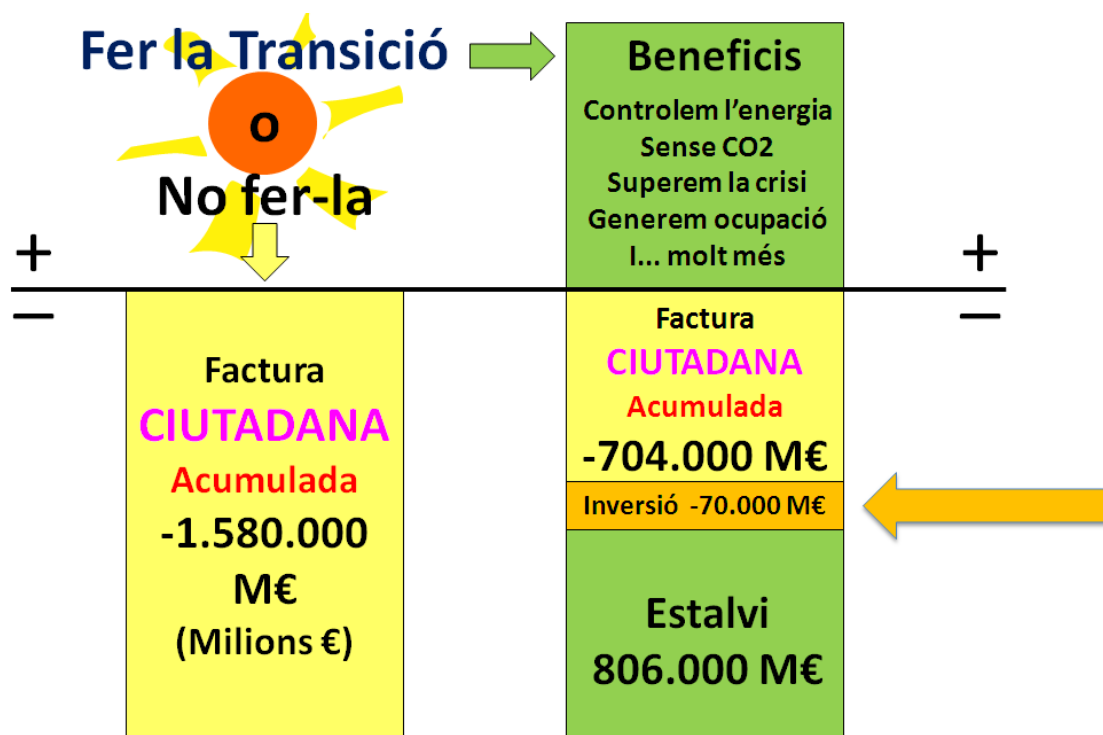 Fer la Transició
o
No fer-la
Beneficis
Controlem l'energia
Sense CO2
Superem la crisi
Generem ocupació
I... molt més
+
+
−
−
Factura
CIUTADANA
Acumulada
-1.580.000
M€
(Milions €)
Factura
CIUTADANA
Acumulada
-704.000 M€
Inversió -70.000 M€
Estalvi
806.000 M€